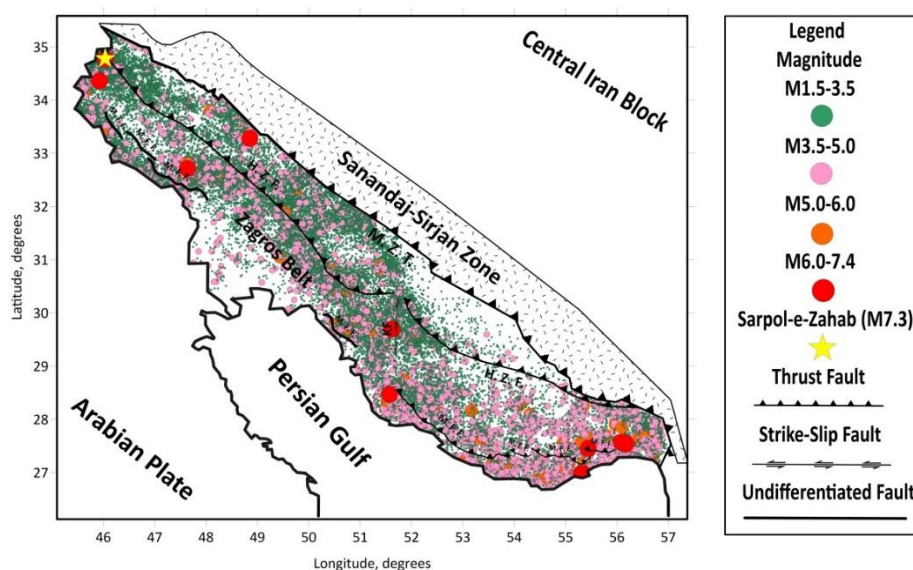 35
34
33
32
31
30
29
28
27
46
47
48
49
50
51
52
53
54
55
56
57
Latitude, degrees
Longitude, degrees
Central Iran Block
Sanandaj-Sirjan Zone
M. Z. T.
H. Z. F.
Zagros Belt
H. Z. F.
Persian Gulf
Arabian Plate
Legend
Magnitude
M1.5-3.5
M3.5-5.0
M5.0-6.0
M6.0-7.4
Sarpol-e-Zahab (M7.3)
Thrust Fault
Strike-Slip Fault
Undifferentiated Fault